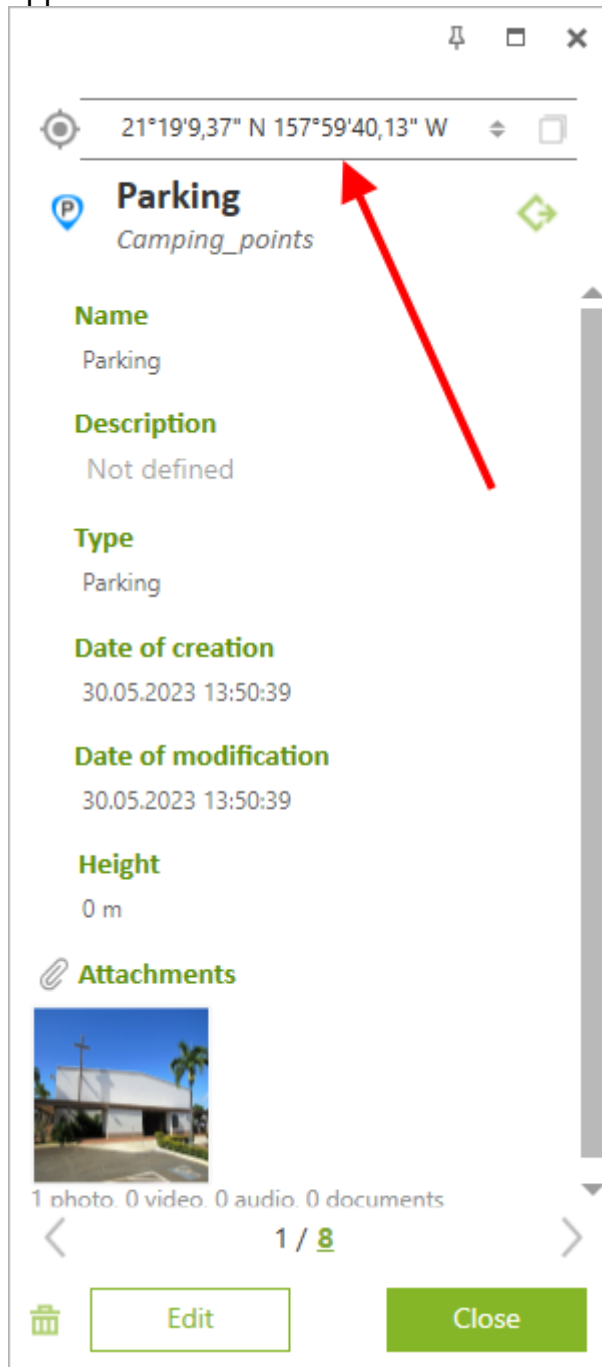 21°19'9,37" N 157°59'40,13" W
P
Parking
Camping_points
Name
Parking
Description
Not defined
Type
Parking
Date of creation
30.05.2023 13:50:39
Date of modification
30.05.2023 13:50:39
Height
0 m
Attachments
1 photo, 0 video, 0 audio, 0 documents
1 / 8
Edit
Close